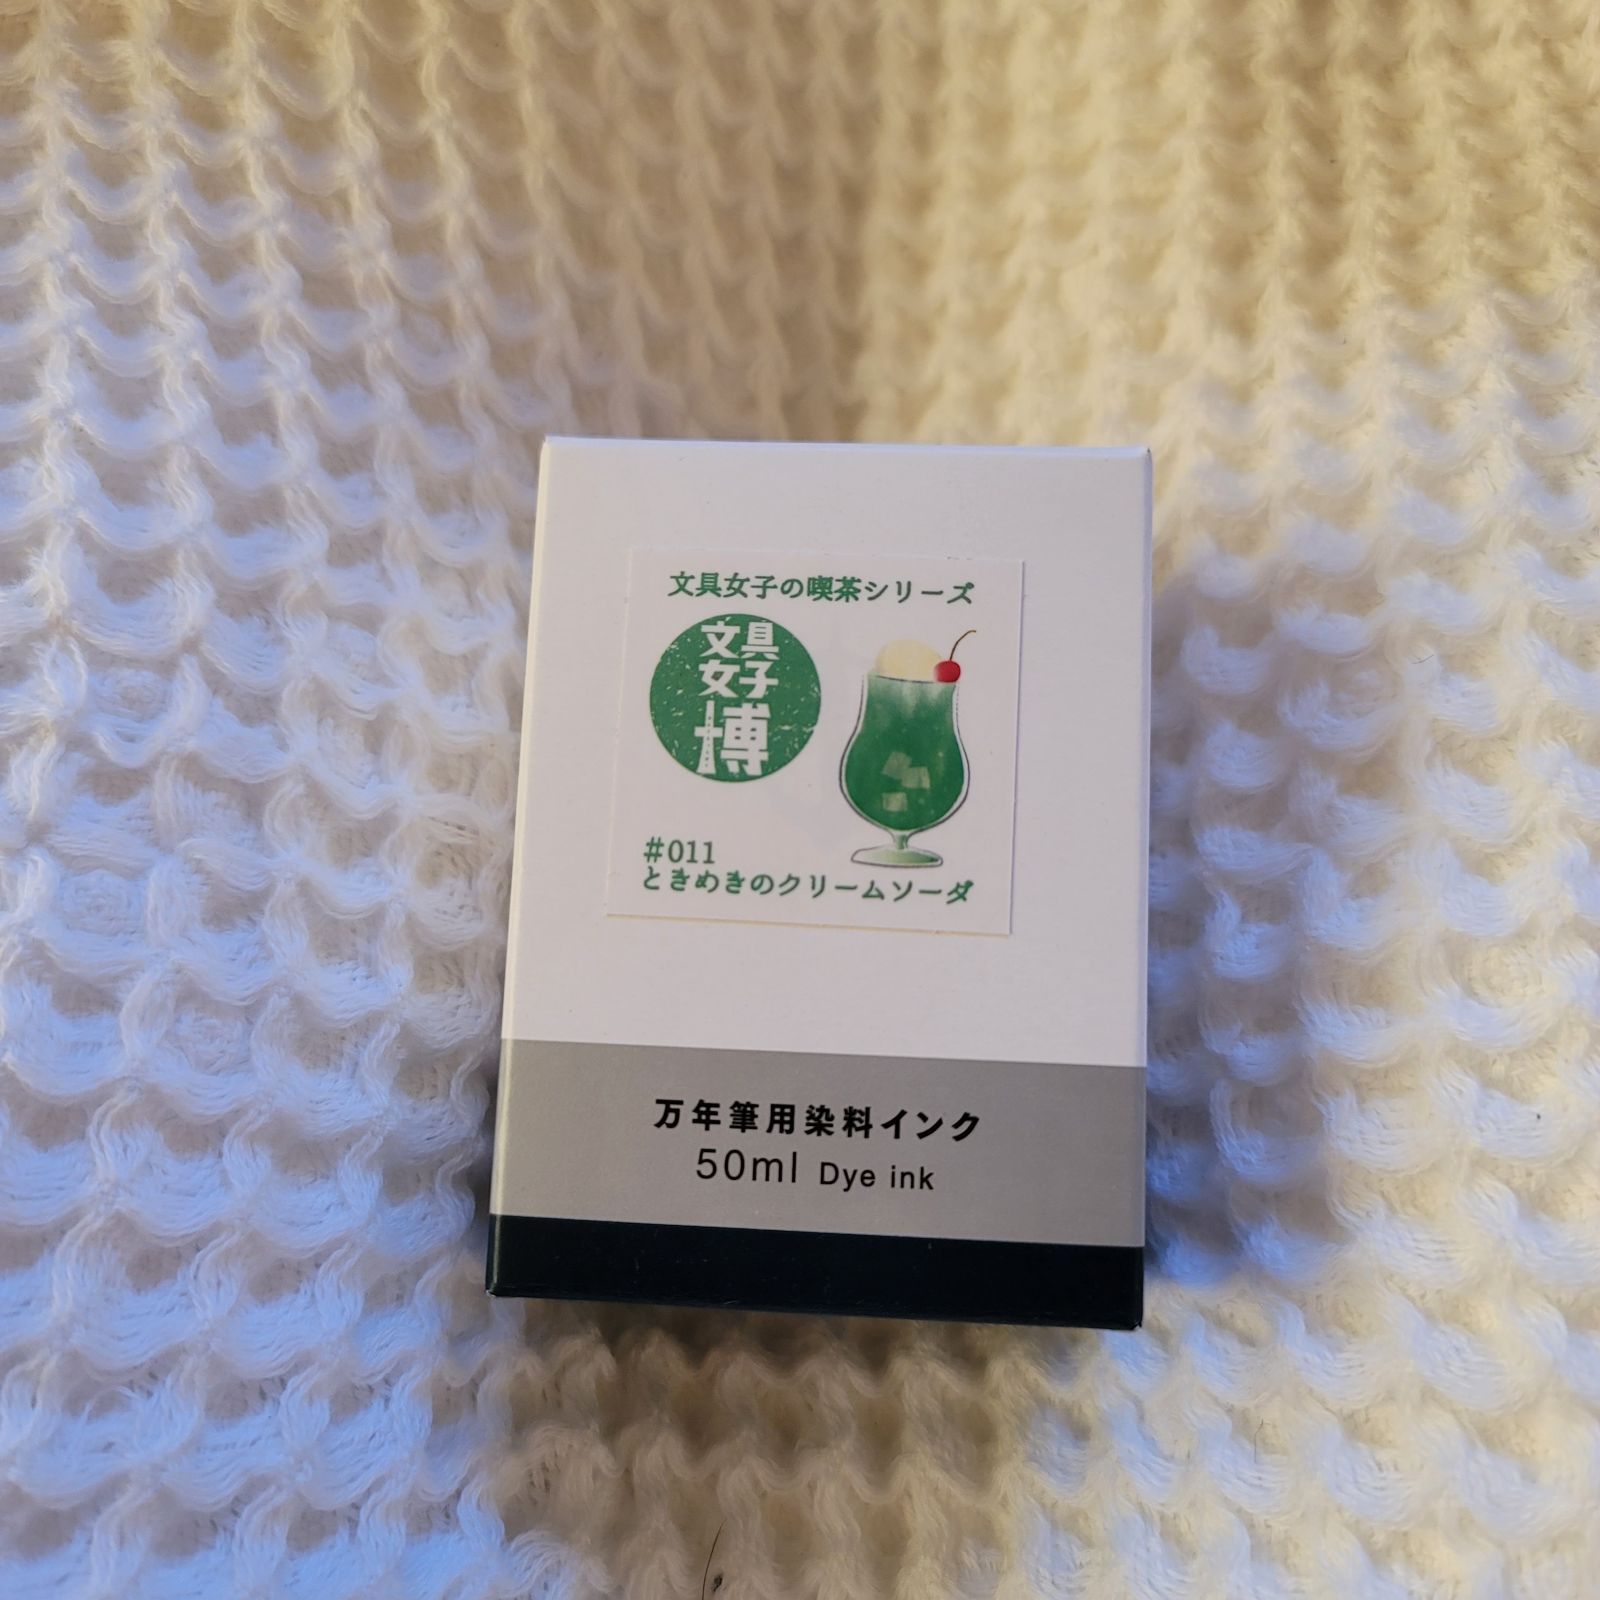 文具女子の喫茶シリーズ
文具
女子
博
#011
ときめきのクリームソーダ
万年筆用染料インク
50ml Dye ink